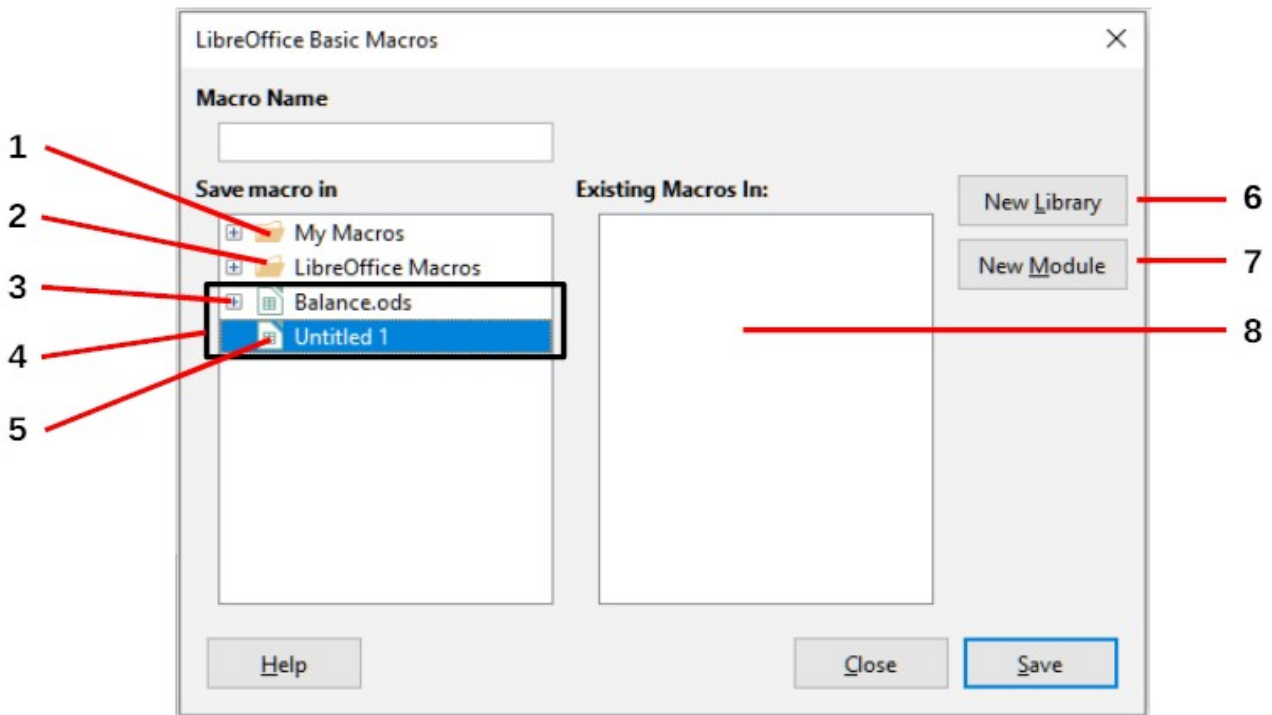 LibreOffice Basic Macros
Macro Name
1
Save macro in
Existing Macros In:
New Library
6
2
My Macros
LibreOffice Macros
New Module
7
3
Balance.ods
4
Untitled 1
8
5
Help
Close
Save